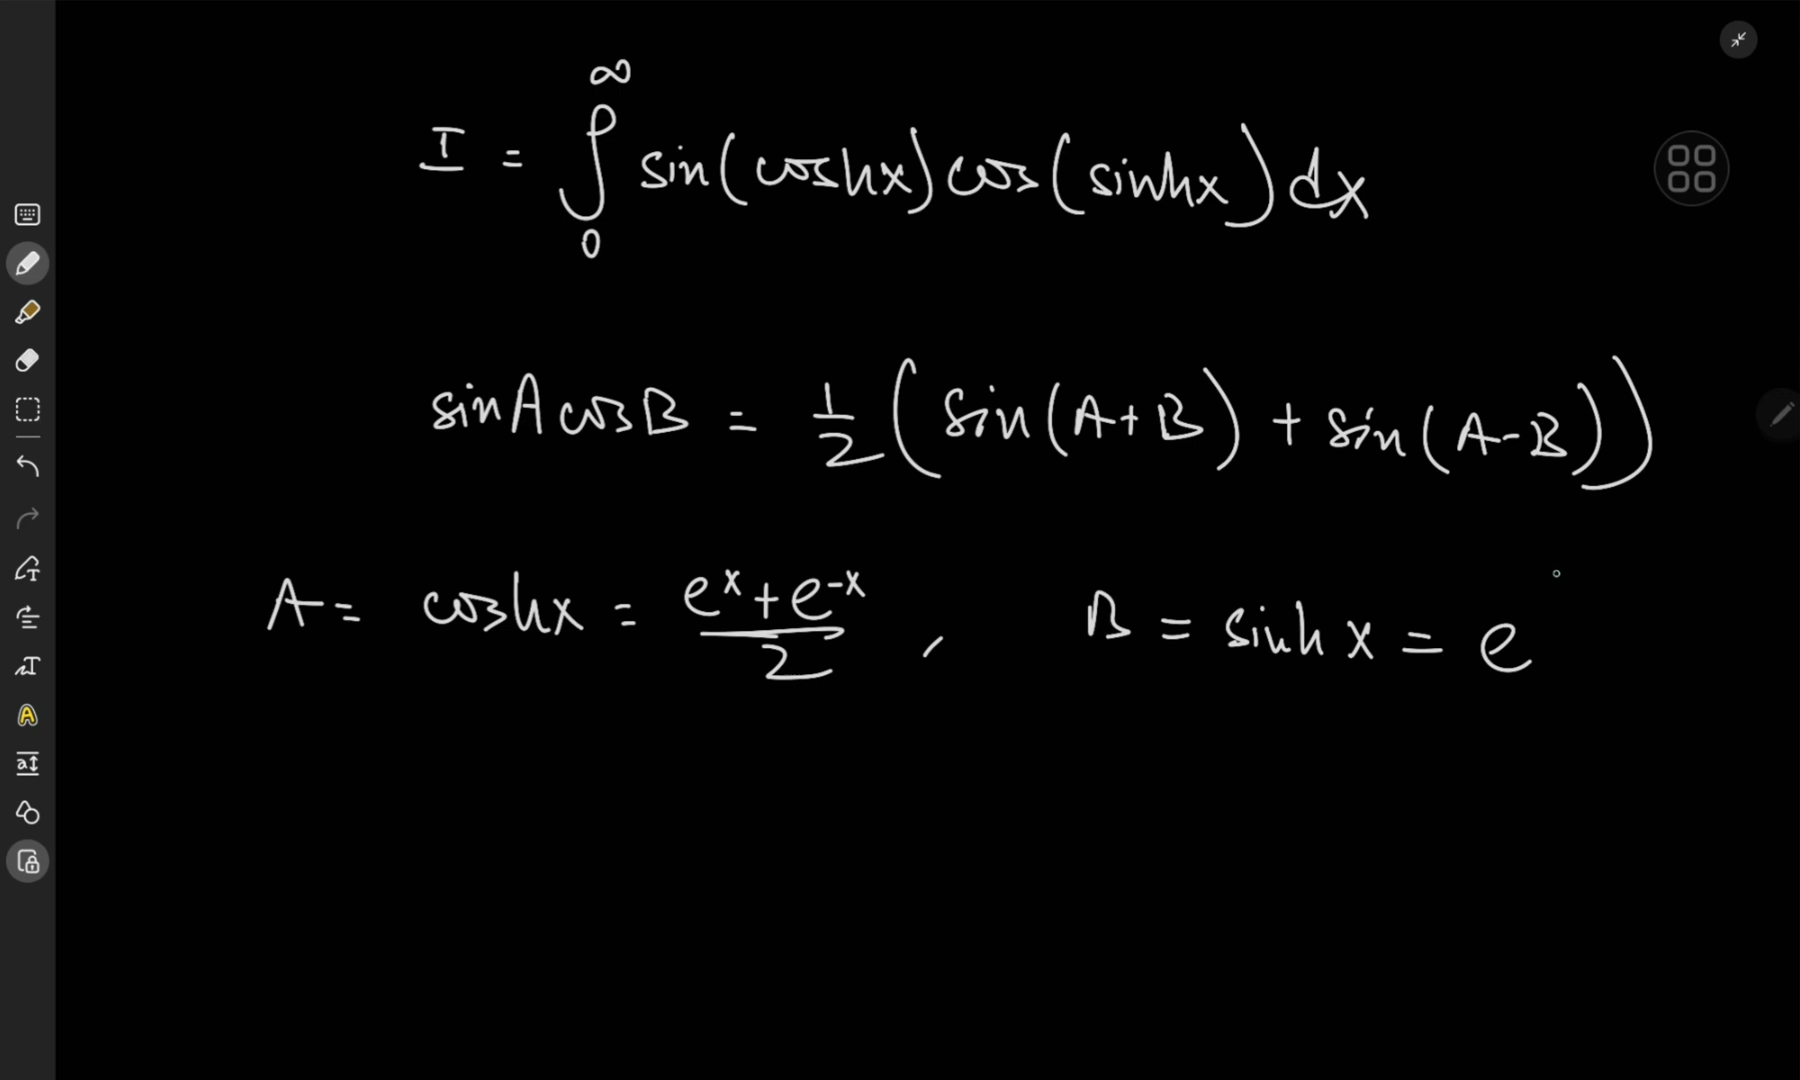 I = ∫₀^∞ sin(coshx) cos(sinhx) dx
sinA cosB = 1/2 (sin(A+B) + sin(A-B))
A = coshx = (e^x + e^-x)/2 , B = sinh x = e